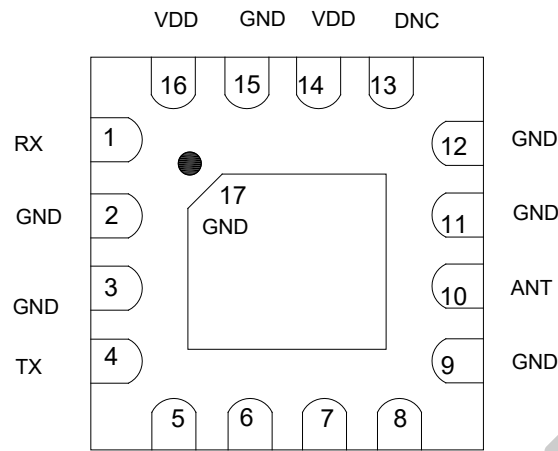 VDD GND VDD DNC
16 15 14 13
RX 1 12 GND
17
GND 2 11 GND
GND
GND 3 10 ANT
TX 4 9 GND
5 6 7 8